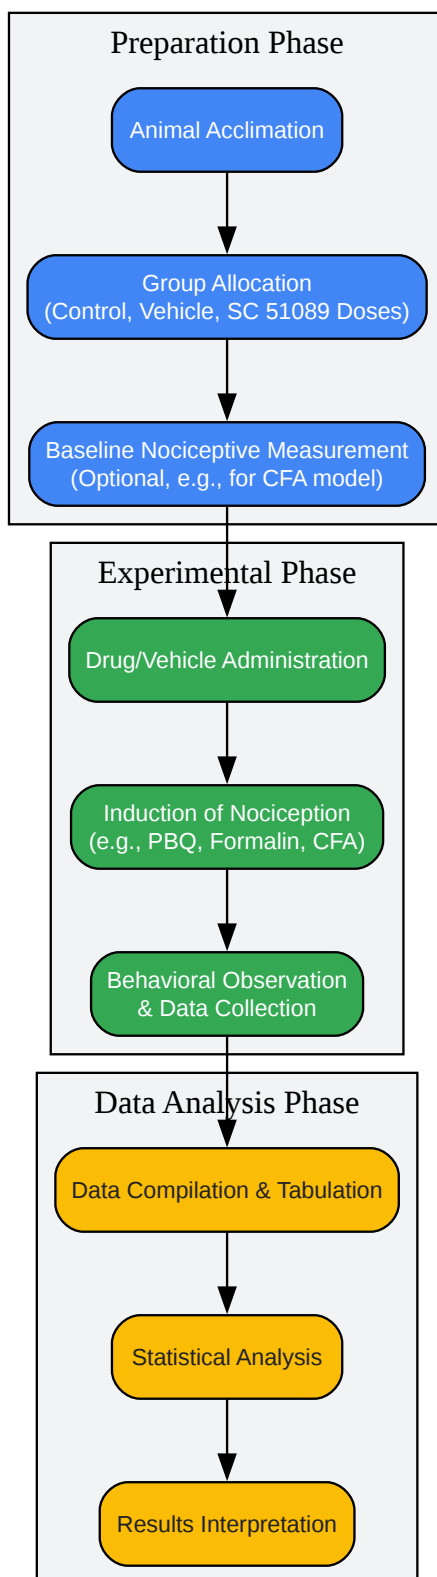 Preparation Phase
Animal Acclimation
Group Allocation
(Control, Vehicle, SC 51089 Doses)
Baseline Nociceptive Measurement
(Optional, e.g., for CFA model)
Experimental Phase
Drug/Vehicle Administration
Induction of Nociception
(e.g., PBQ, Formalin, CFA)
Behavioral Observation
& Data Collection
Data Analysis Phase
Data Compilation & Tabulation
Statistical Analysis
Results Interpretation